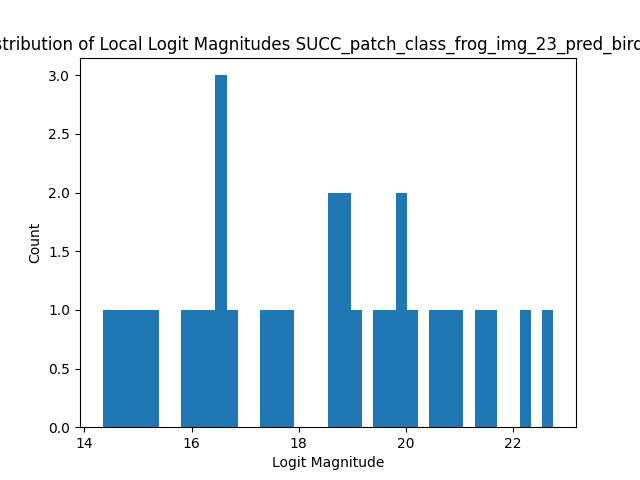 stribution of Local Logit Magnitudes SUCC_patch_class_frog_img_23_pred_bird
3.0
2.5
2.0
1.5
1.0
0.5
0.0
Count
14 16 18 20 22
Logit Magnitude